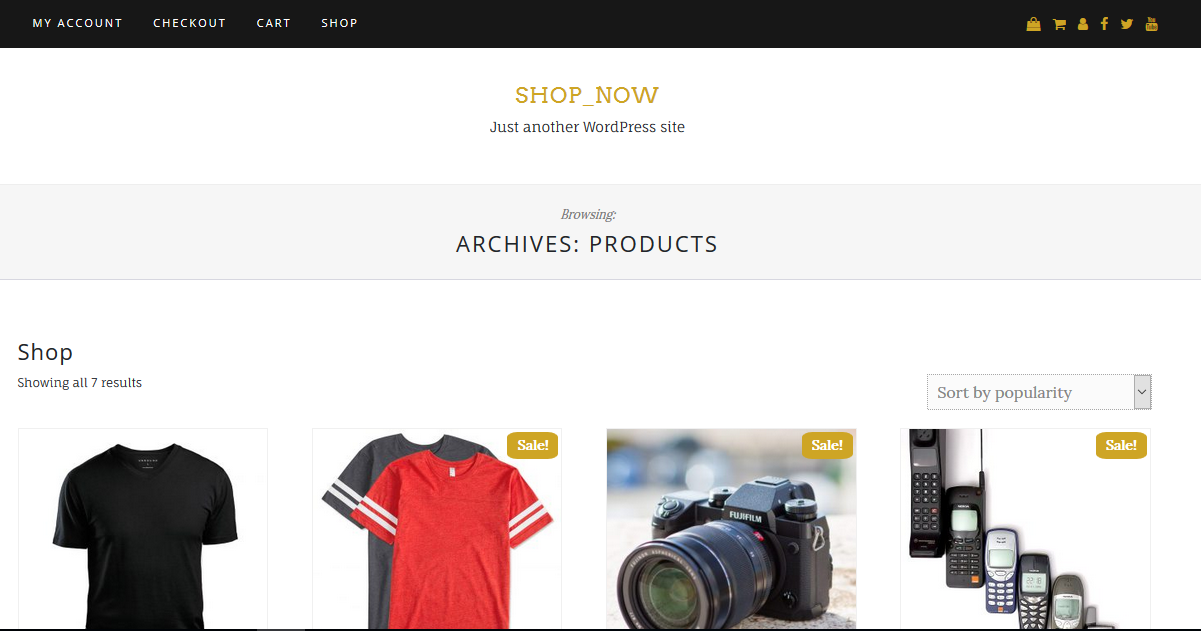 MY ACCOUNT CHECKOUT CART SHOP
SHOP_NOW
Just another WordPress site
Browsing:
ARCHIVES: PRODUCTS
Shop
Showing all 7 results
Sort by popularity
Sale! Sale! Sale!
FUJIFILM